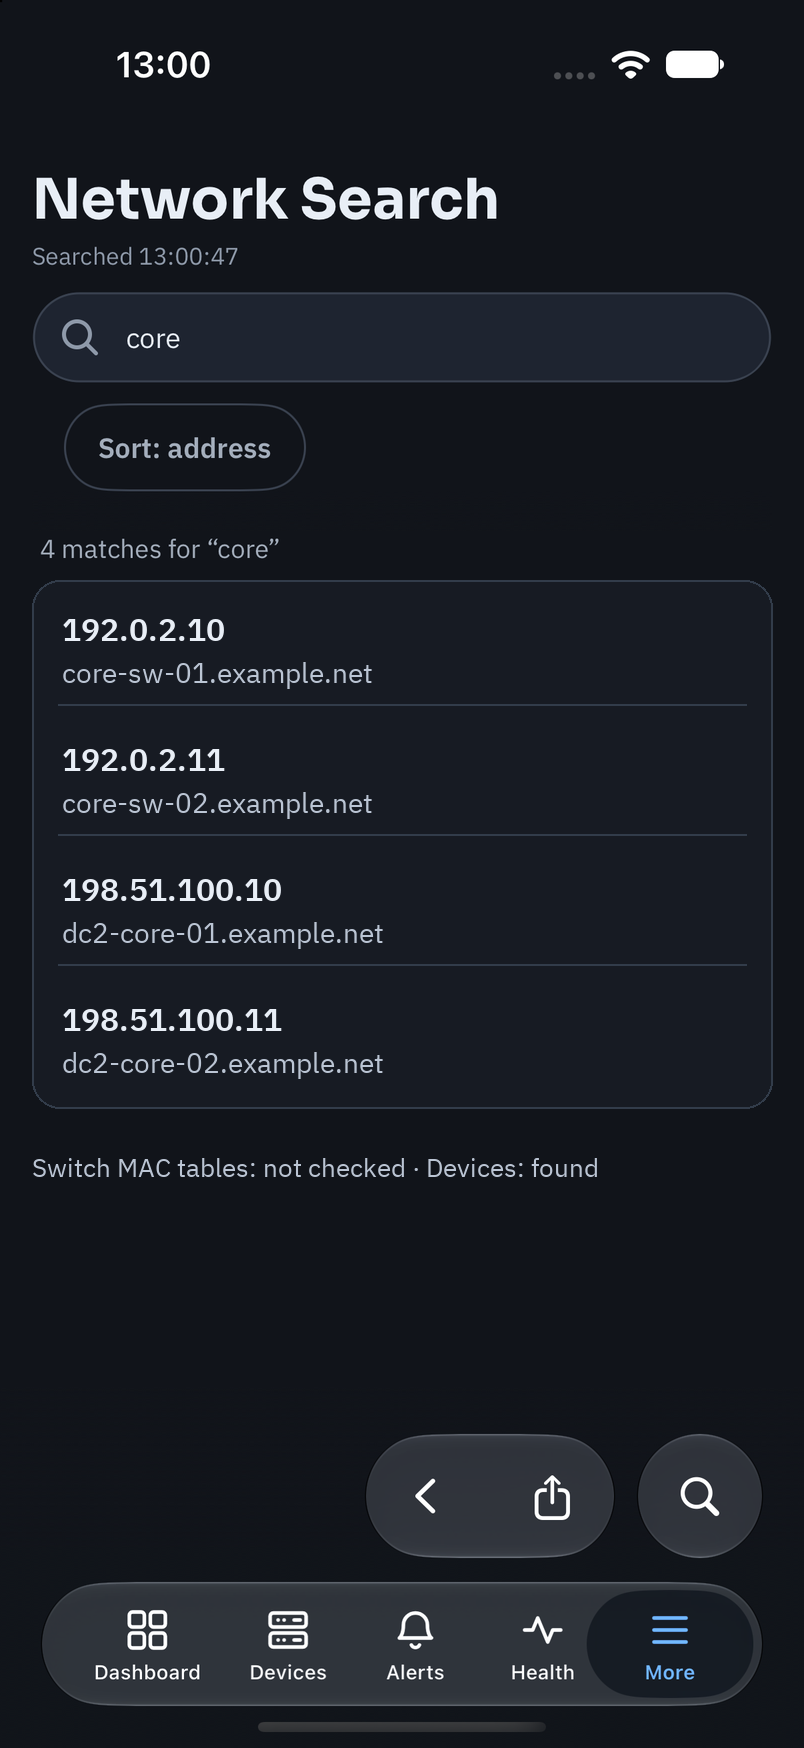 13:00
Network Search
Searched 13:00:47
core
Sort: address
4 matches for “core”
192.0.2.10
core-sw-01.example.net
192.0.2.11
core-sw-02.example.net
198.51.100.10
dc2-core-01.example.net
198.51.100.11
dc2-core-02.example.net
Switch MAC tables: not checked · Devices: found
Dashboard Devices Alerts Health More